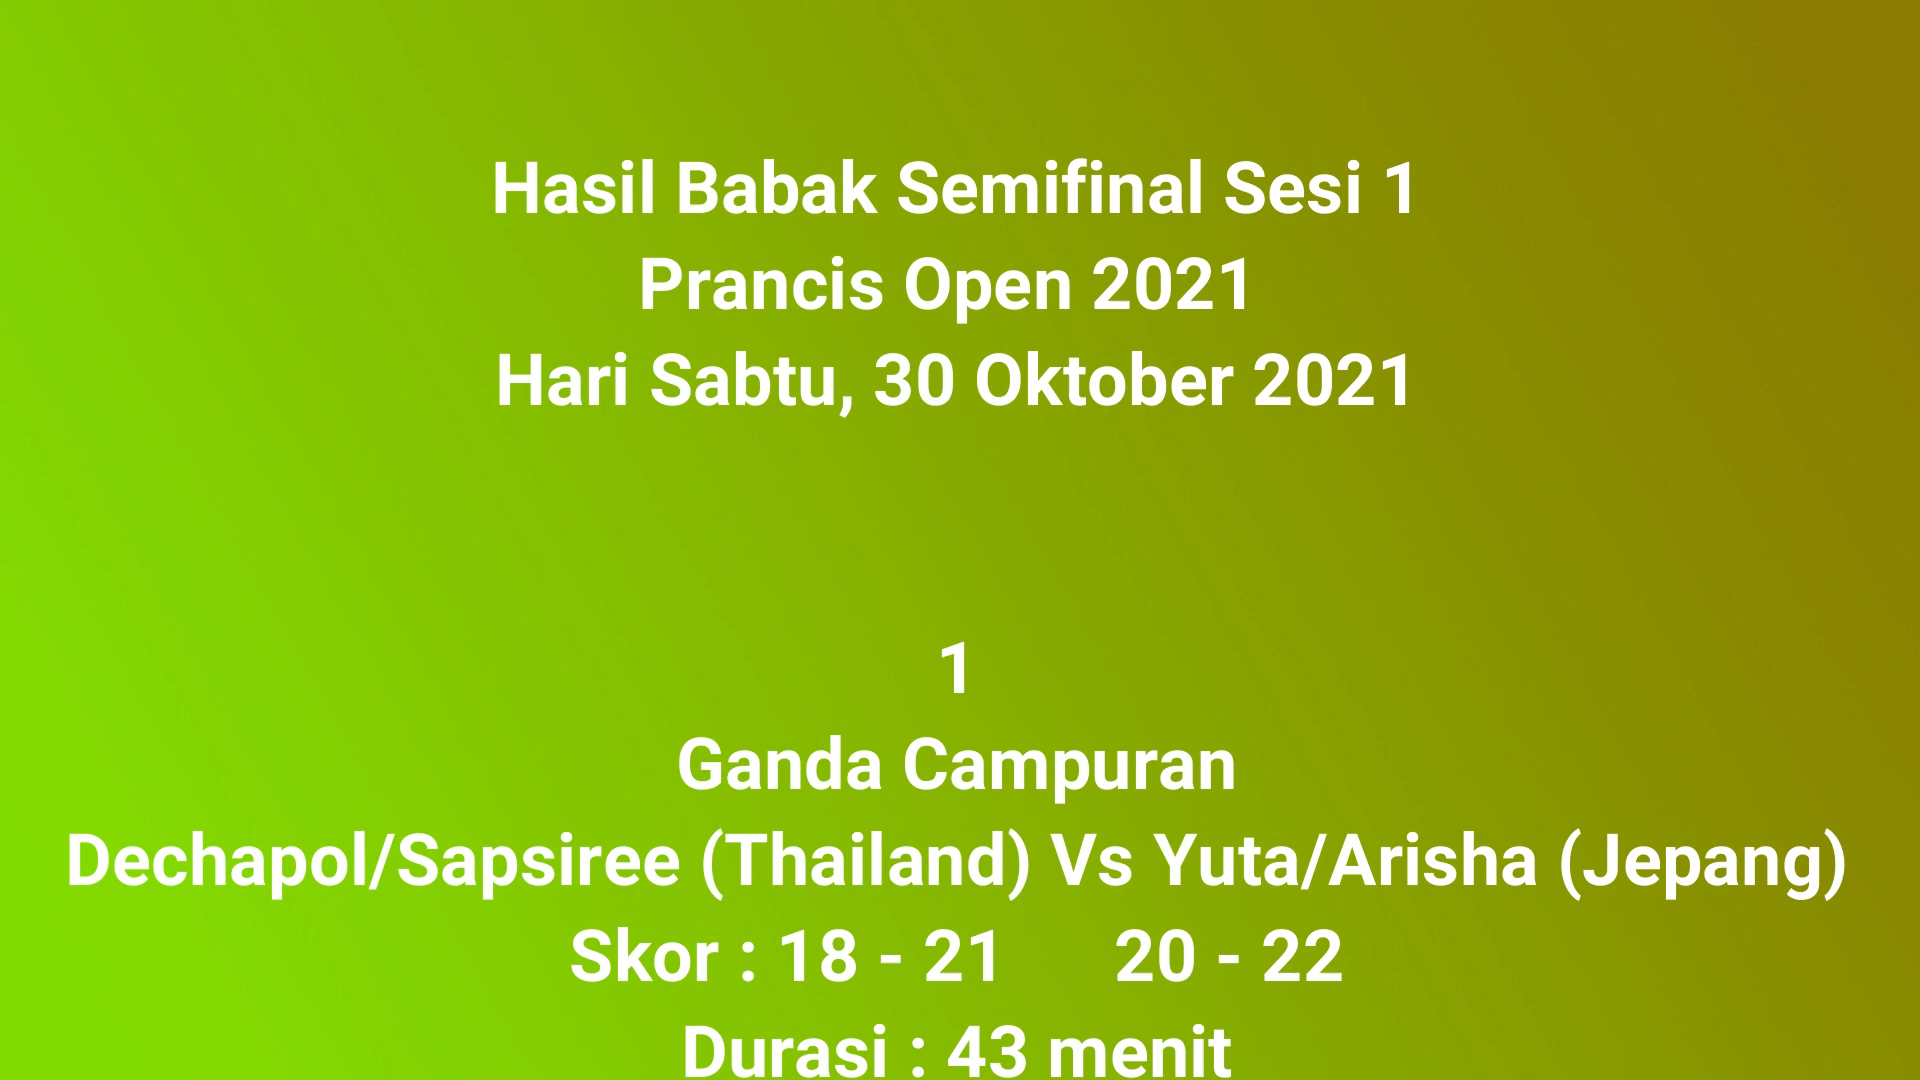 Hasil Babak Semifinal Sesi 1
Prancis Open 2021
Hari Sabtu, 30 Oktober 2021
1
Ganda Campuran
Dechapol/Sapsiree (Thailand) Vs Yuta/Arisha (Jepang)
Skor : 18 - 21 20 - 22
Durasi : 43 menit